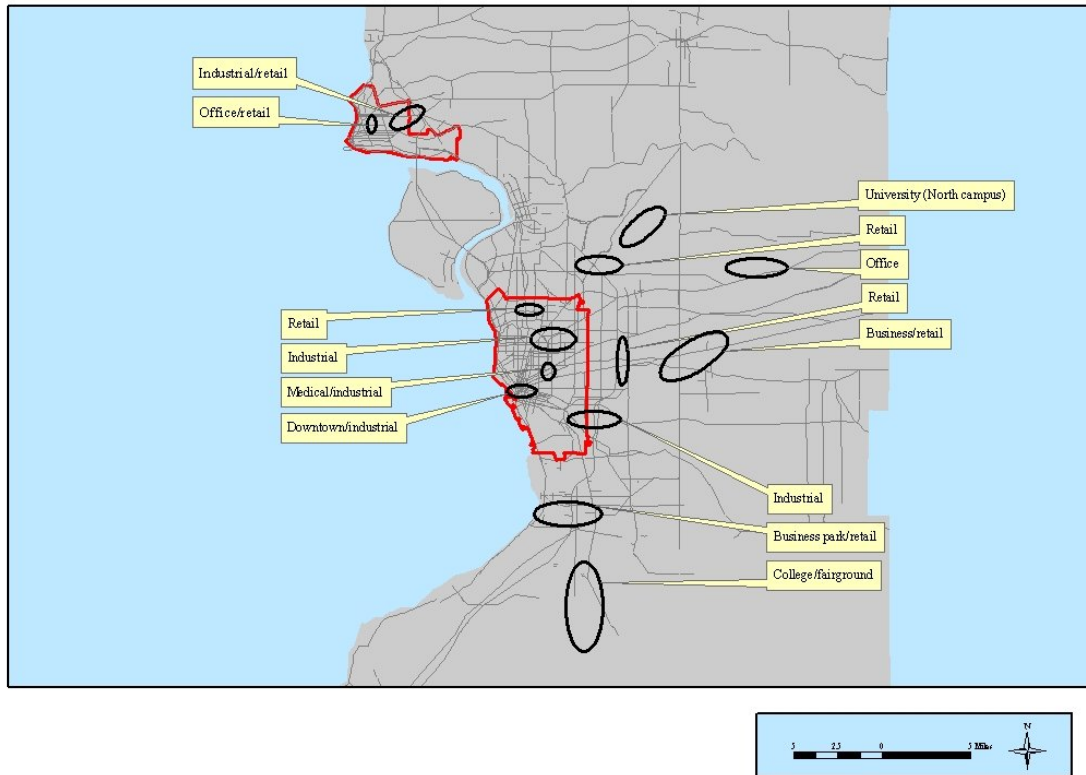 Industrial/retail
Office/retail
University (North campus)
Retail
Office
Retail
Business/retail
Retail
Industrial
Medical/industrial
Downtown/industrial
Industrial
Business park/retail
College/fairground
N
5 2.5 0 5 Miles